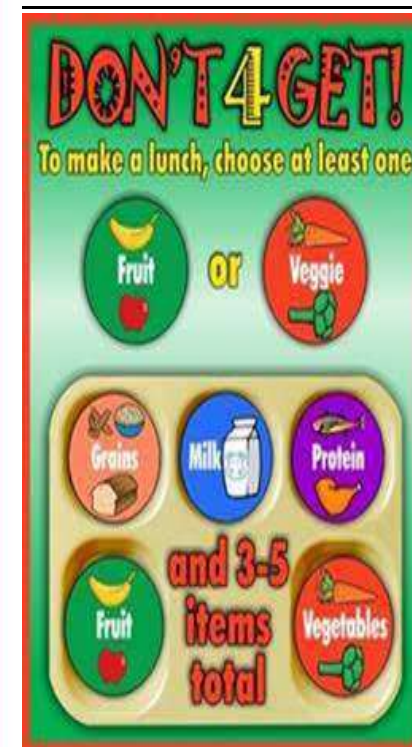 DON'T 4 GET!
To make a lunch, choose at least one
Fruit or Veggie
Grains Milk Protein
and 3-5
items
total
Fruit
Vegetables